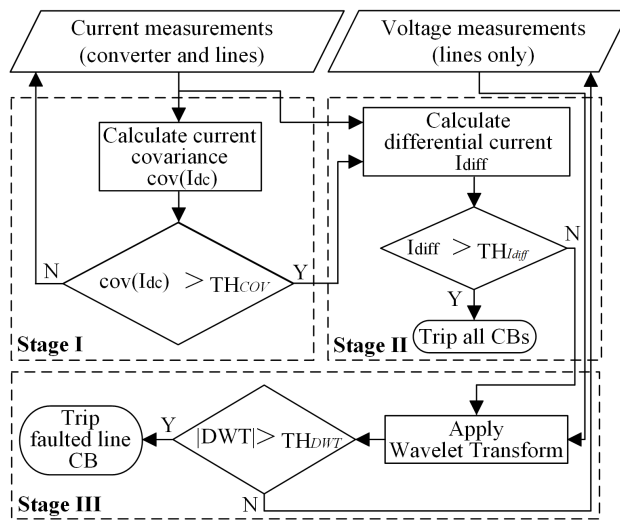 Current measurements
(converter and lines)
Voltage measurements
(lines only)
Calculate current
covariance
cov(Idc)
Calculate
differential current
Idiff
N
cov(Idc) > THCOV
Y
Stage I
Idiff > THIdiff
N
Y
Trip all CBs
Stage II
Trip
faulted line
CB
Y
|DWT| > THDWT
Apply
Wavelet Transform
N
Stage III